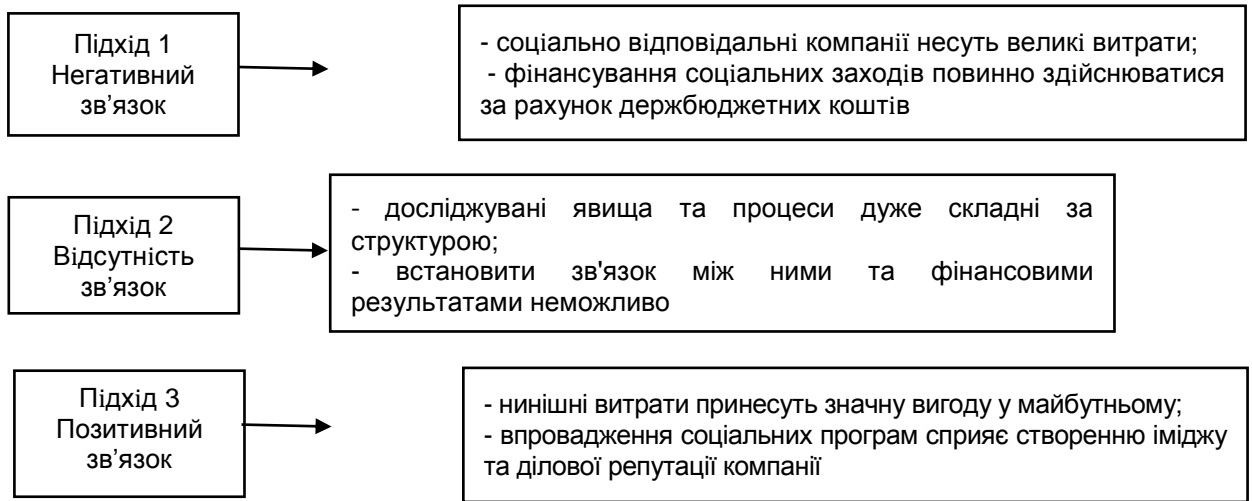 Підхід 1
Негативний
зв’язок
- соціально відповідальні компанії несуть великі витрати;
- фінансування соціальних заходів повинно здійснюватися
за рахунок держбюджетних коштів
Підхід 2
Відсутність
зв’язок
- досліджувані явища та процеси дуже складні за
структурою;
- встановити зв'язок між ними та фінансовими
результатами неможливо
Підхід 3
Позитивний
зв’язок
- нинішні витрати принесуть значну вигоду у майбутньому;
- впровадження соціальних програм сприяє створенню іміджу
та ділової репутації компанії